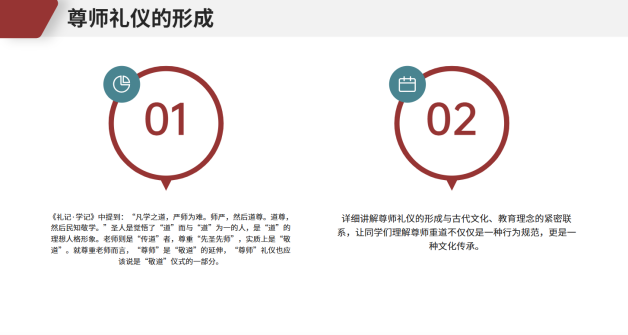 尊师礼仪的形成
01
《礼记·学记》中提到：“凡学之道，严师为难。师严，然后道尊。道尊，
然后民知敬学。”圣人是觉悟了“道”而与“道”为一的人，是“道”的
理想人格形象。老师则是“传道”者，尊重“先圣先师”，实质上是“敬
道”。就尊重老师而言，“尊师”是“敬道”的延伸，“尊师”礼仪也应
该说是“敬道”仪式的一部分。
02
详细讲解尊师礼仪的形成与古代文化、教育理念的紧密联
系，让同学们理解尊师重道不仅仅是一种行为规范，更是一
种文化传承。